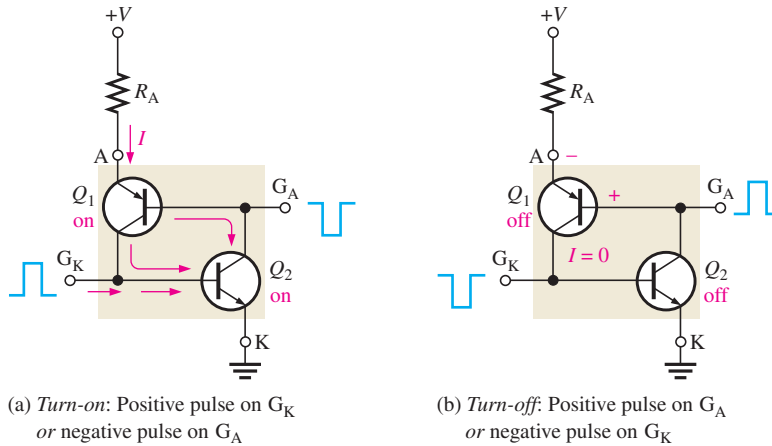 +V
R_A
I
A
Q_1
on
G_A
G_K
Q_2
on
K
(a) Turn-on: Positive pulse on G_K
or negative pulse on G_A
+V
R_A
A
−
Q_1
off
+
G_A
G_K
I = 0
Q_2
off
K
(b) Turn-off: Positive pulse on G_A
or negative pulse on G_K